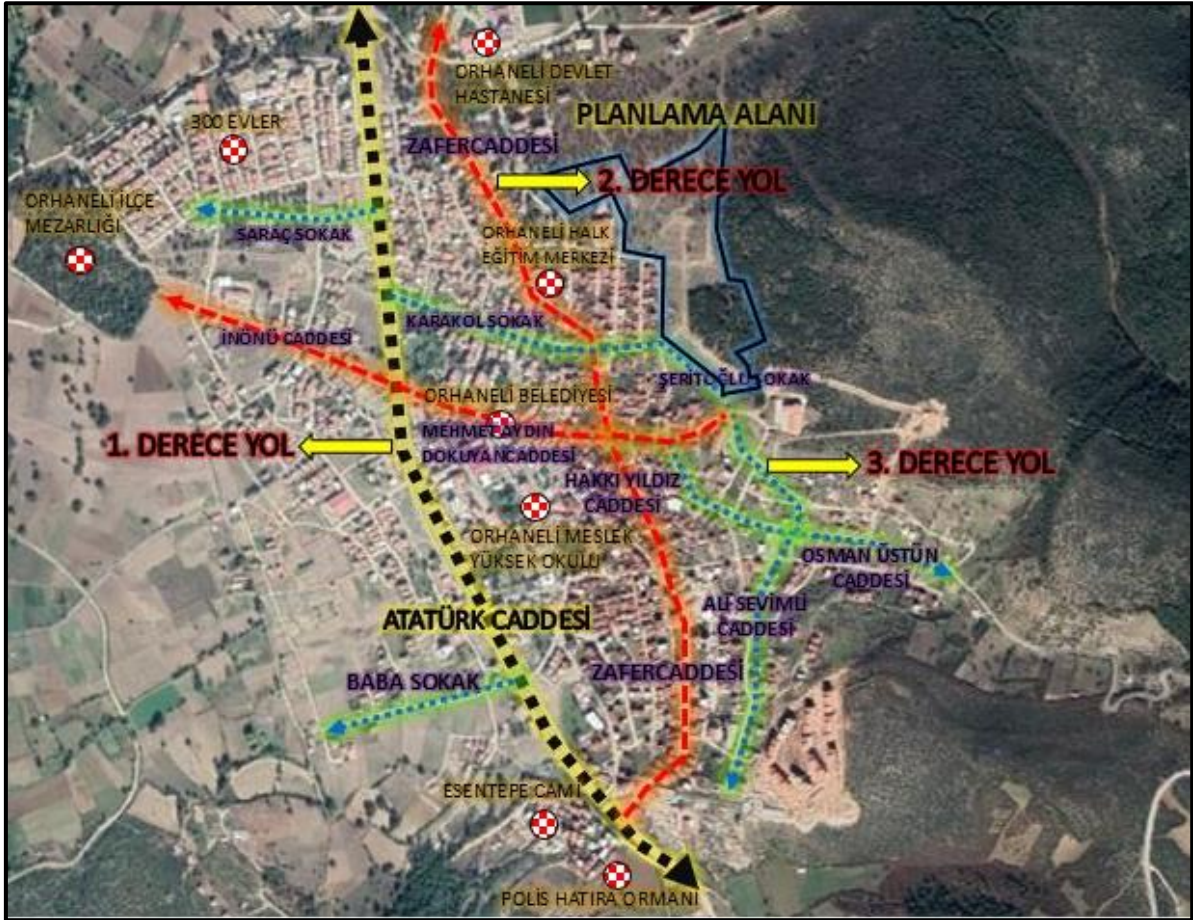 ORHANELİ DEVLET
HASTANESİ
PLANLAMA ALANI
300 EVLER
ZAFERCADDESİ
2. DERECE YOL
ORHANELİ İLÇE
MEZARLIĞI
SARAÇ SOKAK
ORHANELİ HALK
EĞİTİM MERKEZİ
KARAKOL SOKAK
İNÖNÜ CADDESİ
ŞERİTOĞLU SOKAK
ORHANELİ BELEDİYESİ
MEHMET AYDIN
DOKUYANCADDESİ
1. DERECE YOL
3. DERECE YOL
HAKKI YILDIZ
CADDESİ
ORHANELİ MESLEK
YÜKSEK OKULU
OSMAN ÜSTÜN
CADDESİ
ALİ SEVİMLİ
CADDESİ
ATATÜRK CADDESİ
ZAFERCADDESİ
BABA SOKAK
ESENTEPE CAMİ
POLİS HATIRA ORMANI